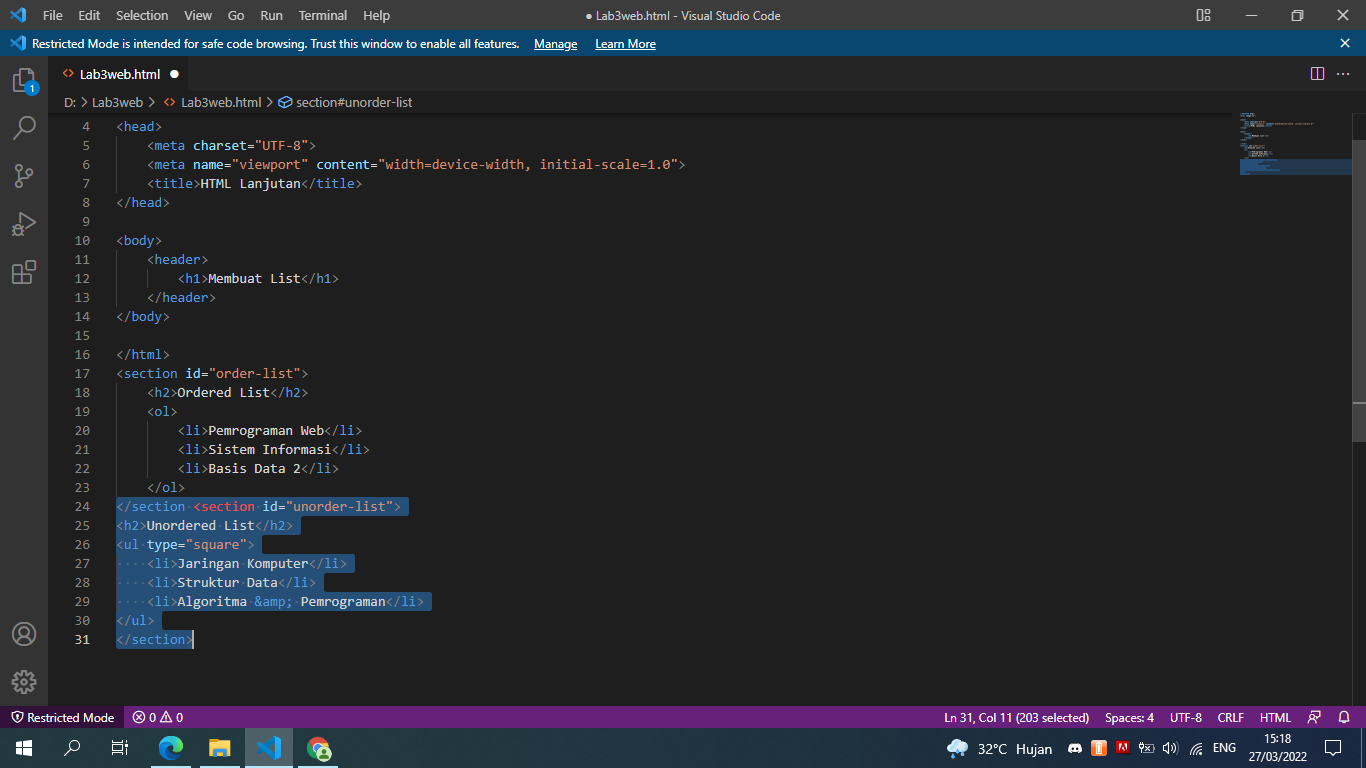 File Edit Selection View Go Run Terminal Help ● Lab3web.html - Visual Studio Code
Restricted Mode is intended for safe code browsing. Trust this window to enable all features. Manage Learn More
1
<> Lab3web.html ●
D: > Lab3web > <> Lab3web.html > section#unorder-list
4 <head>
5 <meta charset="UTF-8">
6 <meta name="viewport" content="width=device-width, initial-scale=1.0">
7 <title>HTML Lanjutan</title>
8 </head>
9
10 <body>
11 <header>
12 <h1>Membuat List</h1>
13 </header>
14 </body>
15
16 </html>
17 <section id="order-list">
18 <h2>Ordered List</h2>
19 <ol>
20 <li>Pemrograman Web</li>
21 <li>Sistem Informasi</li>
22 <li>Basis Data 2</li>
23 </ol>
24 </section <section id="unorder-list">
25 <h2>Unordered List</h2>
26 <ul type="square">
27 <li>Jaringan Komputer</li>
28 <li>Struktur Data</li>
29 <li>Algoritma &amp; Pemrograman</li>
30 </ul>
31 </section>
Restricted Mode 0 0 Ln 31, Col 11 (203 selected) Spaces: 4 UTF-8 CRLF HTML
32°C Hujan ENG 15:18
27/03/2022